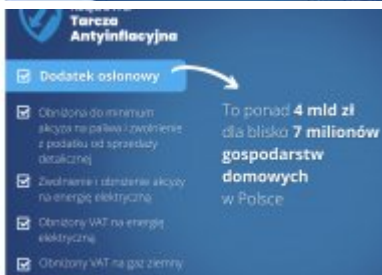 Tarcza
Antyinflacyjna
Dodatek osłonowy
Obniżona do minimum
akcyza na paliwa i zwolnienie
z podatku od sprzedaży
detalicznej
Zwolnienie i obniżenie akcyzy
na energię elektryczną
Obniżony VAT na energię
elektryczną
Obniżony VAT na gaz ziemny
To ponad 4 mld zł
dla blisko 7 milionów
gospodarstw
domowych
w Polsce